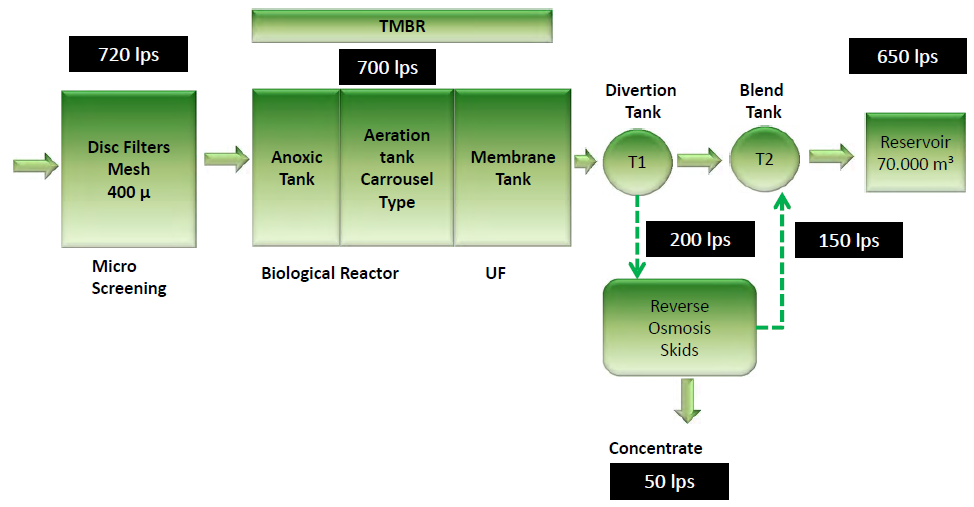 TMBR
720 lps
700 lps
650 lps
Disc Filters
Mesh
400 µ
Anoxic
Tank
Aeration
tank
Carrousel
Type
Membrane
Tank
Divertion
Tank
T1
Blend
Tank
T2
Reservoir
70.000 m³
Micro
Screening
Biological Reactor
UF
200 lps
150 lps
Reverse
Osmosis
Skids
Concentrate
50 lps